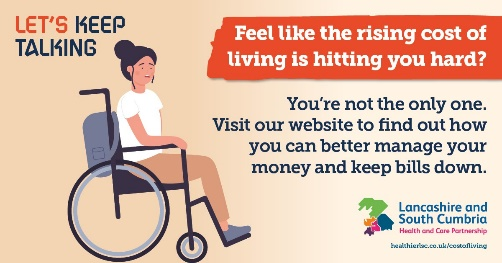 LET'S KEEP
TALKING
Feel like the rising cost of
living is hitting you hard?
You're not the only one.
Visit our website to find out how
you can better manage your
money and keep bills down.
Lancashire and
South Cumbria
Health and Care Partnership
healthierlsc.co.uk/costofliving